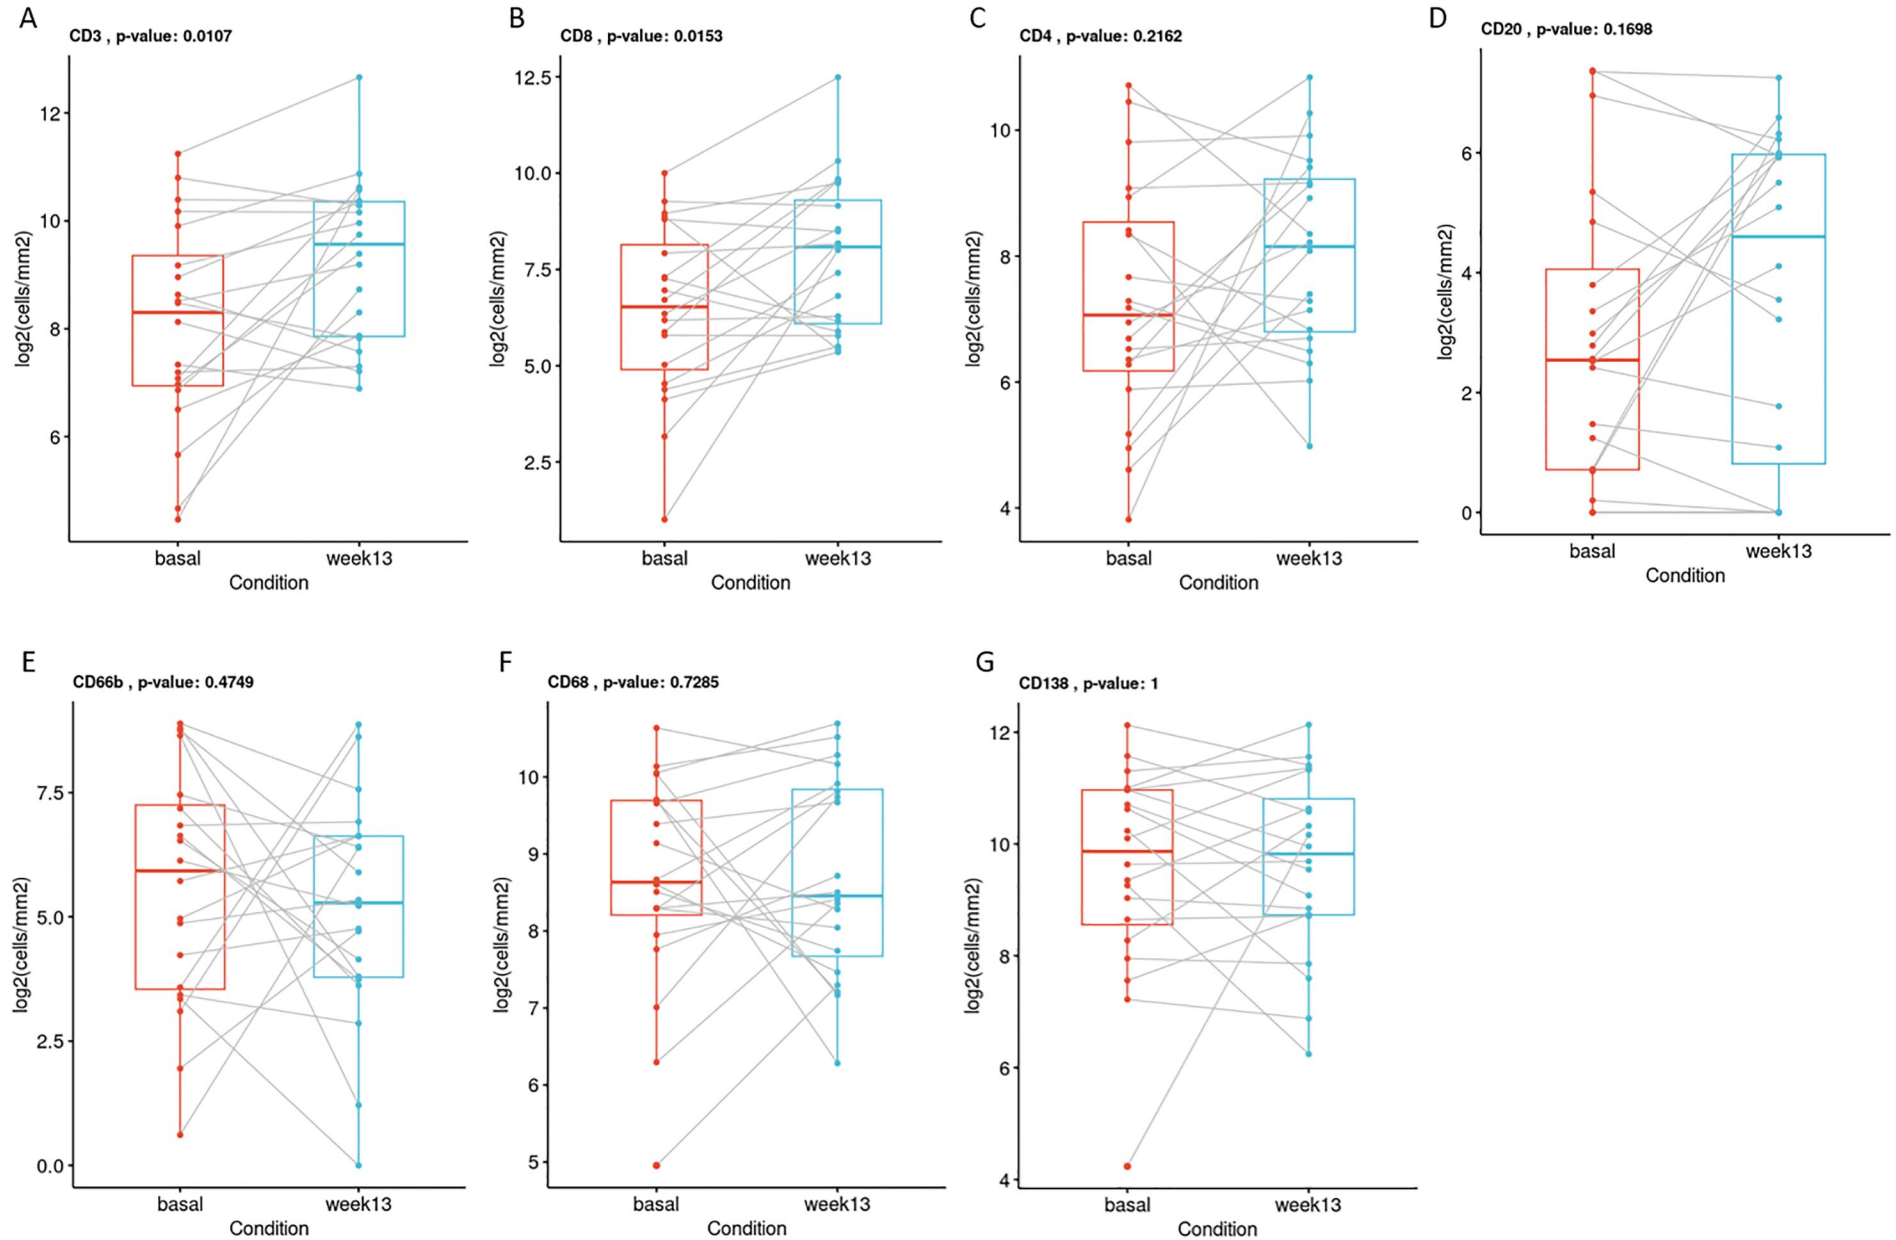 A
CD3 , p-value: 0.0107
log2(cells/mm2)
12
10
8
6
basal
week13
Condition
B
CD8 , p-value: 0.0153
log2(cells/mm2)
12.5
10.0
7.5
5.0
2.5
basal
week13
Condition
C
CD4 , p-value: 0.2162
log2(cells/mm2)
10
8
6
4
basal
week13
Condition
D
CD20 , p-value: 0.1698
log2(cells/mm2)
6
4
2
0
basal
week13
Condition
E
CD66b , p-value: 0.4749
log2(cells/mm2)
7.5
5.0
2.5
0.0
basal
week13
Condition
F
CD68 , p-value: 0.7285
log2(cells/mm2)
10
9
8
7
6
5
basal
week13
Condition
G
CD138 , p-value: 1
log2(cells/mm2)
12
10
8
6
4
basal
week13
Condition